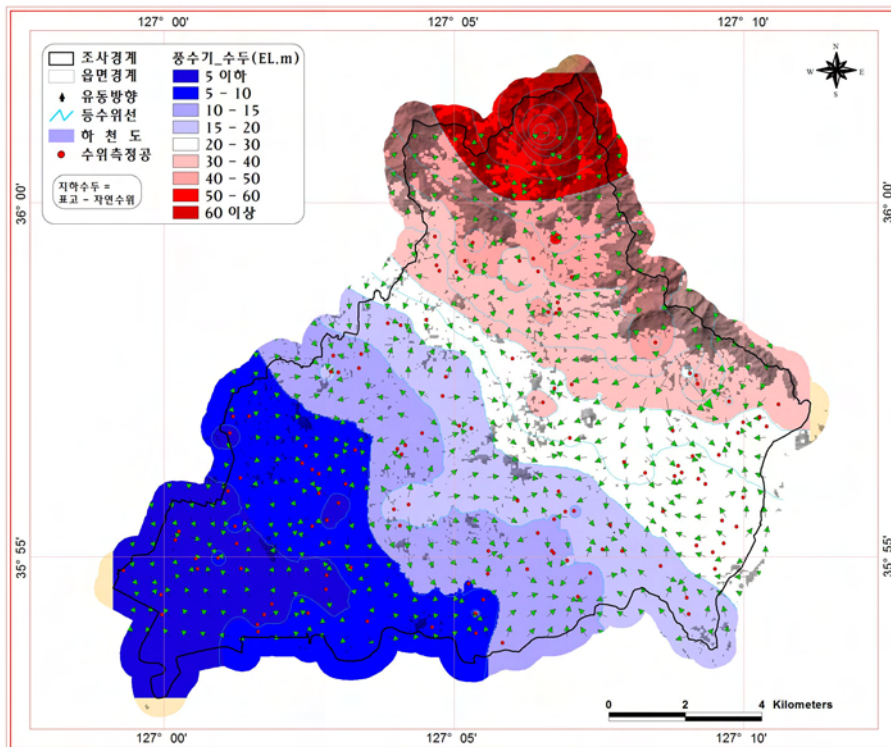 127° 00'
127° 05'
127° 10'
조사경계
읍면경계
유동방향
등수위선
하 천 도
수위측정공
지하수두 =
표고 - 자연수위
풍수기_수두(EL.m)
5 이하
5 - 10
10 - 15
15 - 20
20 - 30
30 - 40
40 - 50
50 - 60
60 이상
N
W
E
S
36° 00'
36° 00'
35° 55'
35° 55'
0 2 4 Kilometers
127° 00'
127° 05'
127° 10'